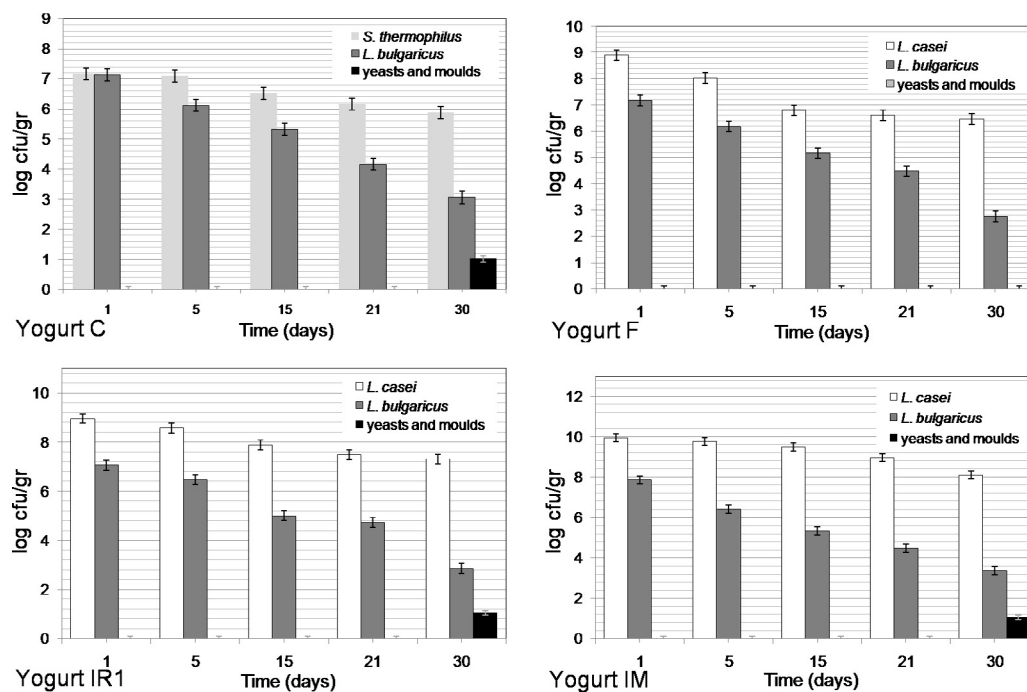 9
8
7
6
5
4
3
2
1
0
log cfu/gr
S. thermophilus
L. bulgaricus
yeasts and moulds
1 5 15 21 30
Time (days)
Yogurt C
10
9
8
7
6
5
4
3
2
1
0
log cfu/gr
L. casei
L. bulgaricus
yeasts and moulds
1 5 15 21 30
Time (days)
Yogurt F
10
8
6
4
2
0
log cfu/gr
L. casei
L. bulgaricus
yeasts and moulds
1 5 15 21 30
Time (days)
Yogurt IR1
12
10
8
6
4
2
0
log cfu/gr
L. casei
L. bulgaricus
yeasts and moulds
1 5 15 21 30
Time (days)
Yogurt IM